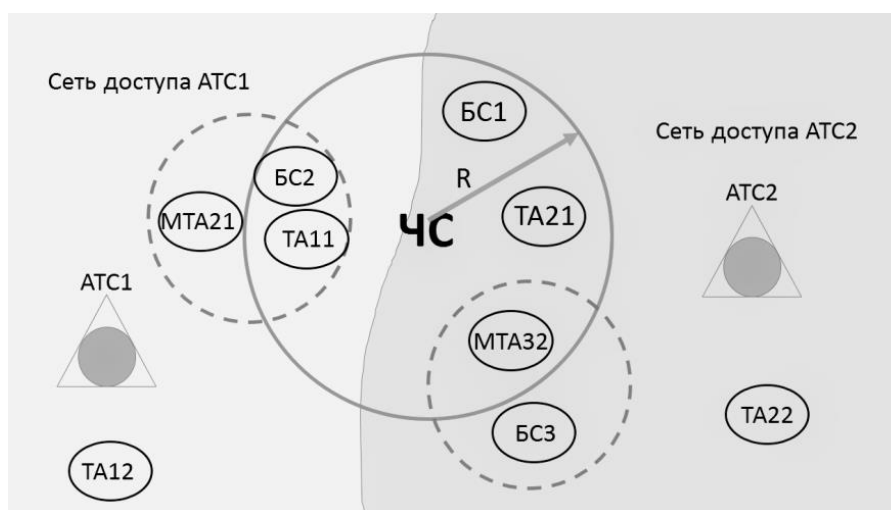 Сеть доступа АТС1
БС1
Сеть доступа АТС2
БС2
R
АТС2
МТА21
ТА11
ЧС
ТА21
АТС1
МТА32
ТА22
БС3
ТА12